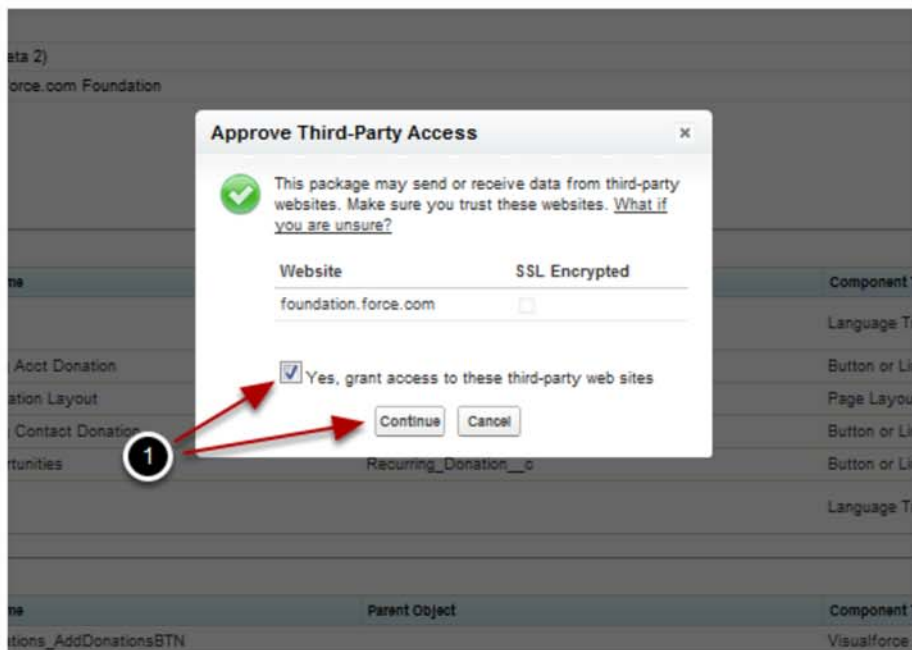 eta 2)
orce.com Foundation
Approve Third-Party Access
x
This package may send or receive data from third-party
websites. Make sure you trust these websites. What if
you are unsure?
Website SSL Encrypted
foundation.force.com
Yes, grant access to these third-party web sites
Continue Cancel
1
me Component
Language T
Acct Donation Button or Li
ation Layout Page Layou
Contact Donation Button or Li
rtunities Recurring_Donation__c Button or Li
Language T
me Parent Object Component
ations_AddDonationsBTN Visualforce